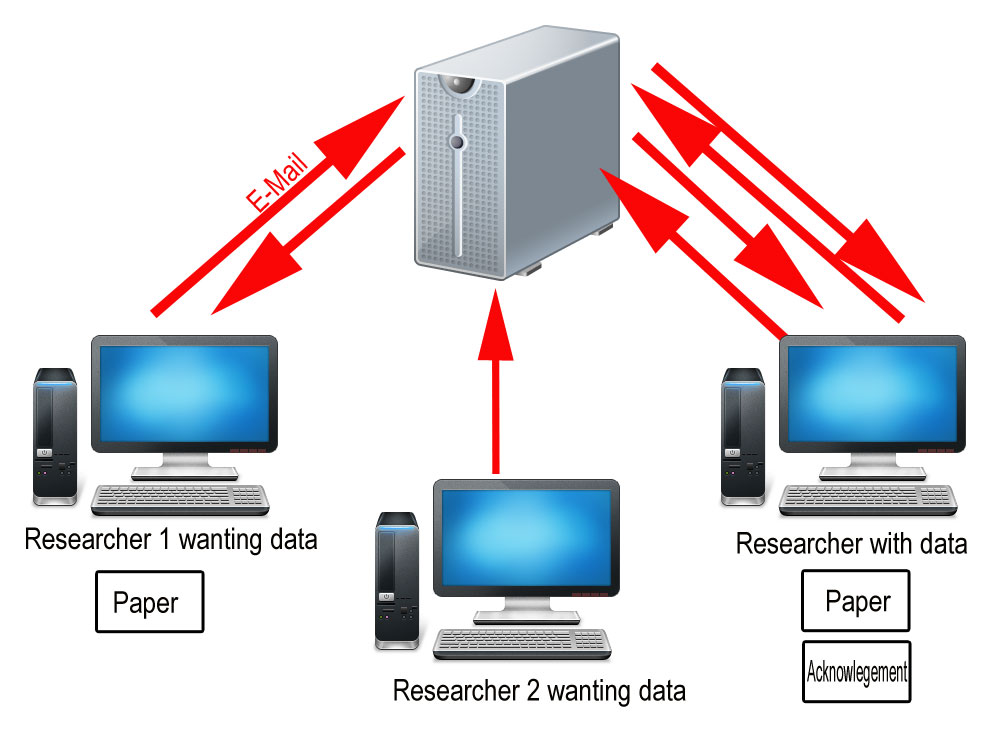 E-Mail
Researcher 1 wanting data
Paper
Researcher 2 wanting data
Researcher with data
Paper
Acknowlegement